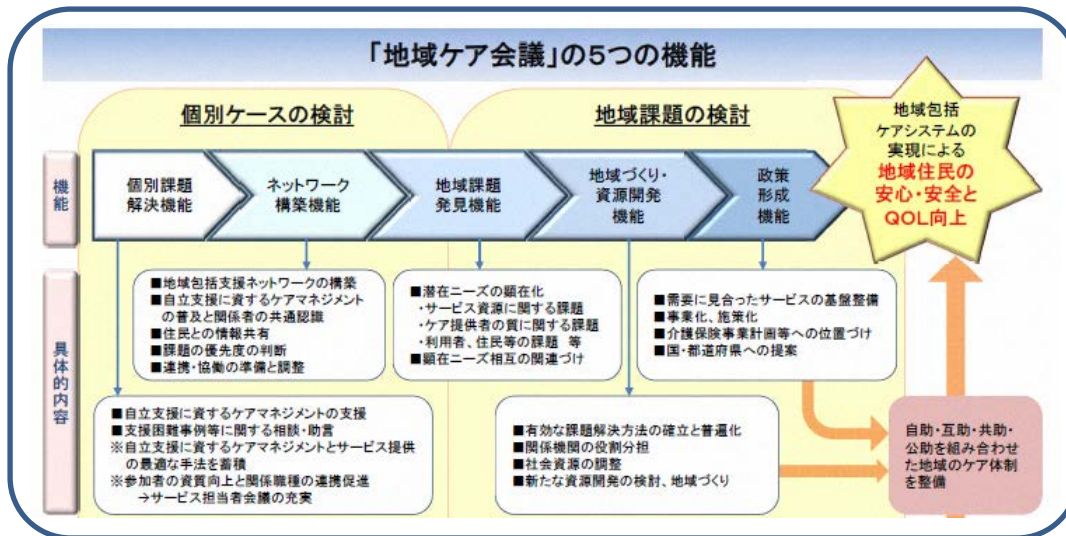 「地域ケア会議」の5つの機能
個別ケースの検討
地域課題の検討
機能
個別課題
解決機能
ネットワーク
構築機能
地域課題
発見機能
地域づくり・
資源開発
機能
政策
形成
機能
地域包括
ケアシステムの
実現による
地域住民の
安心・安全と
QOL向上
具体的内容
■地域包括支援ネットワークの構築
■自立支援に資するケアマネジメント
の普及と関係者の共通認識
■住民との情報共有
■課題の優先度の判断
■連携・協働の準備と調整
■潜在ニーズの顕在化
・サービス資源に関する課題
・ケア提供者の質に関する課題
・利用者、住民等の課題 等
■顕在ニーズ相互の関連づけ
■需要に見合ったサービスの基盤整備
■事業化、施策化
■介護保険事業計画等への位置づけ
■国・都道府県への提案
■自立支援に資するケアマネジメントの支援
■支援困難事例等に関する相談・助言
※自立支援に資するケアマネジメントとサービス提供
の最適な手法を蓄積
※参加者の資質向上と関係職種の連携促進
→サービス担当者会議の充実
■有効な課題解決方法の確立と普遍化
■関係機関の役割分担
■社会資源の調整
■新たな資源開発の検討、地域づくり
自助・互助・共助・
公助を組み合わせ
た地域のケア体制
を整備